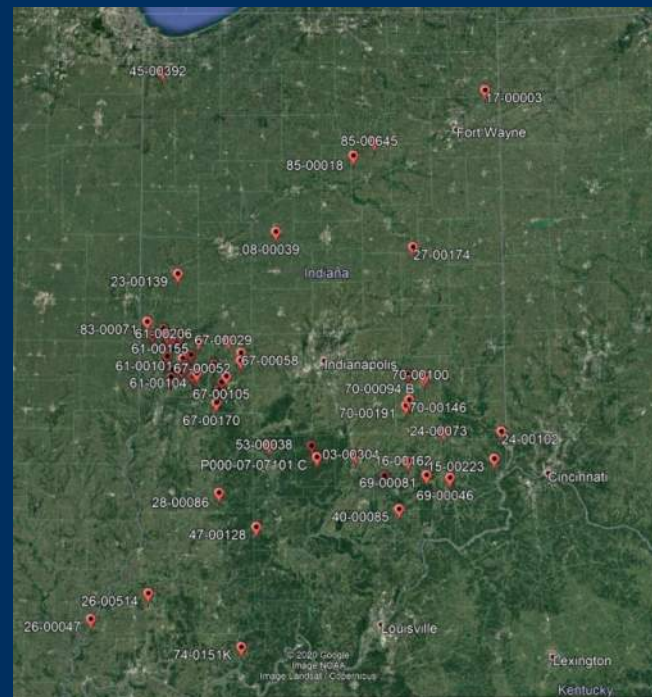 45-00392
17-00003
Fort Wayne
85-00645
85-00018
08-00039
27-00174
23-00139
Indiana
83-00071
61-00206
67-00029
61-00155
61-00101
67-00052
67-00058
Indianapolis
61-00104
70-00100
67-00105
70-00094 B
67-00170
70-00191
70-00146
24-00073
24-00102
53-00038
03-00304
P000-07-07101 C
16-00162
15-00223
Cincinnati
69-00081
69-00046
28-00086
40-00085
47-00128
26-00514
26-00047
Louisville
74-0151K
© 2020 Google
Image NOAA
Image Landsat / Copernicus
Lexington
Kentucky